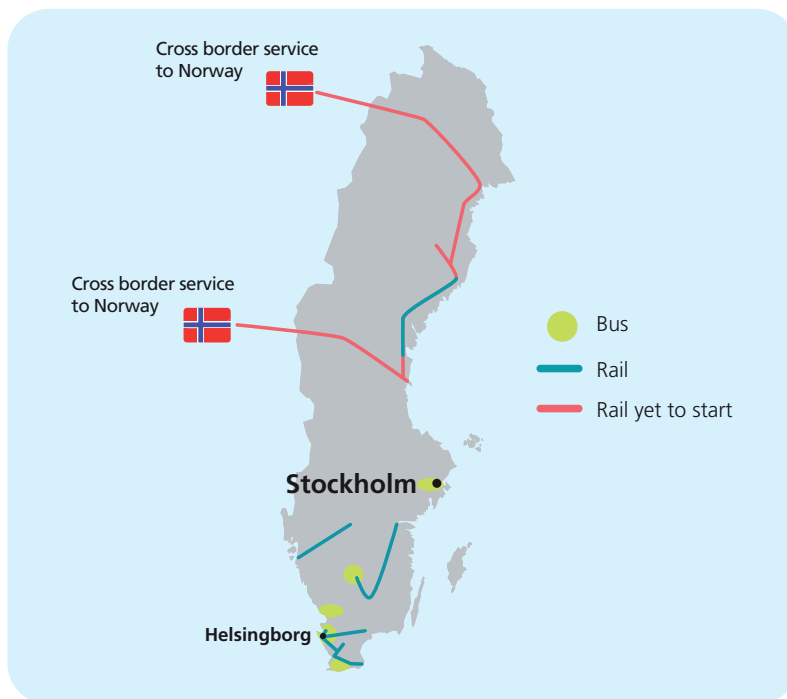 Cross border service
to Norway
Cross border service
to Norway
Bus
Rail
Rail yet to start
Stockholm
Helsingborg